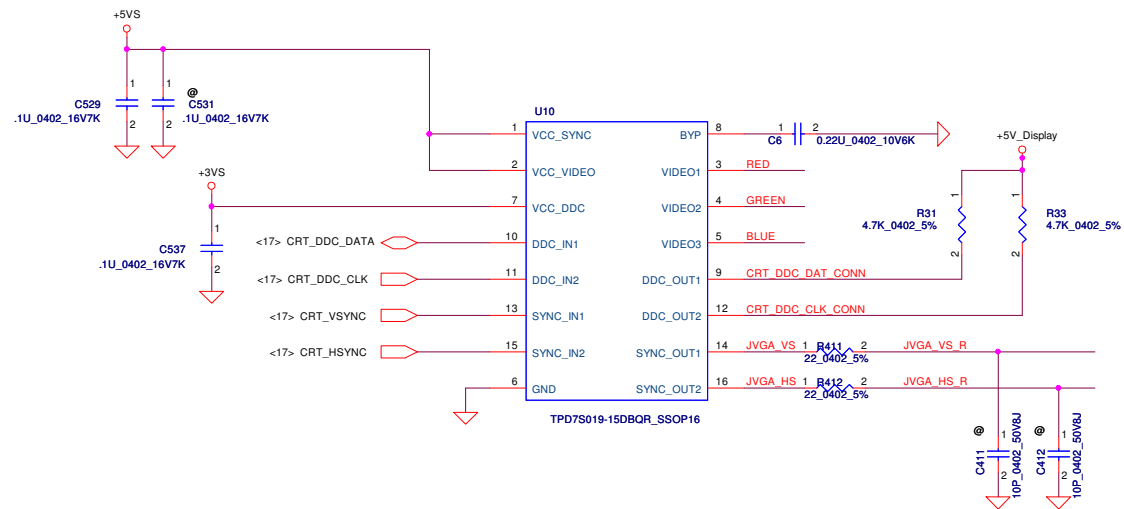 +5VS
1
2
C529
.1U_0402_16V7K
1
2
@
C531
.1U_0402_16V7K
+3VS
1
2
C537
.1U_0402_16V7K
<17> CRT_DDC_DATA
<17> CRT_DDC_CLK
<17> CRT_VSYNC
<17> CRT_HSYNC
U10
1 VCC_SYNC
2 VCC_VIDEO
7 VCC_DDC
10 DDC_IN1
11 DDC_IN2
13 SYNC_IN1
15 SYNC_IN2
6 GND
BYP 8
VIDEO1 3 RED
VIDEO2 4 GREEN
VIDEO3 5 BLUE
DDC_OUT1 9 CRT_DDC_DAT_CONN
DDC_OUT2 12 CRT_DDC_CLK_CONN
SYNC_OUT1 14 JVGA_VS 1 R411 2 JVGA_VS_R
22_0402_5%
SYNC_OUT2 16 JVGA_HS 1 R412 2 JVGA_HS_R
22_0402_5%
TPD7S019-15DBQR_SSOP16
1 2
C6 0.22U_0402_10V6K
+5V_Display
1
2
R31
4.7K_0402_5%
1
2
R33
4.7K_0402_5%
@
1
2
C411
10P_0402_50V8J
@
1
2
C412
10P_0402_50V8J